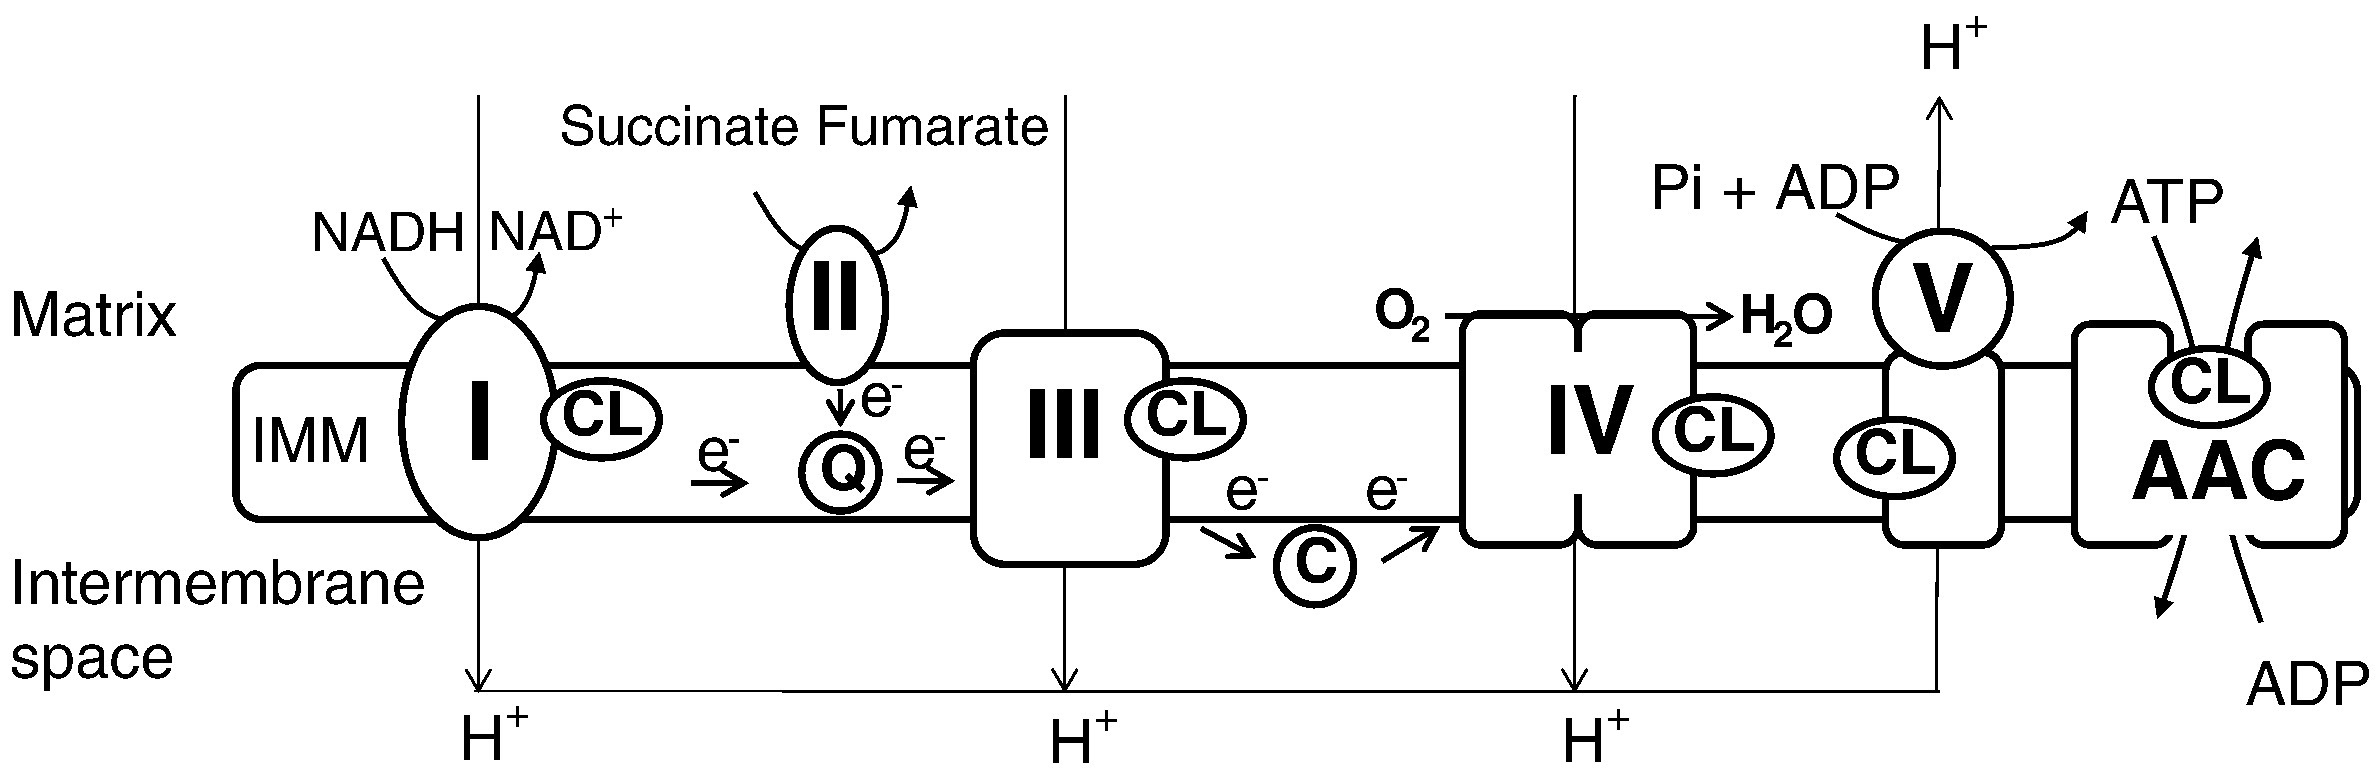 H+
Succinate Fumarate
Pi + ADP
ATP
NADH NAD+
Matrix
II
V
O2
H2O
e-
CL
IMM
I
CL
III
CL
IV
CL
CL
AAC
e-
Q
e-
e-
e-
C
Intermembrane
space
ADP
H+
H+
H+